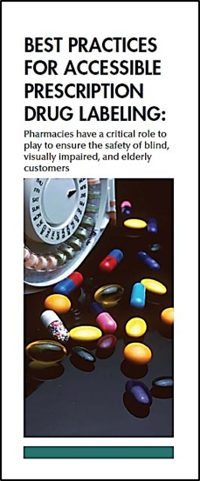 BEST PRACTICES
FOR ACCESSIBLE
PRESCRIPTION
DRUG LABELING:
Pharmacies have a critical role to
play to ensure the safety of blind,
visually impaired, and elderly
customers